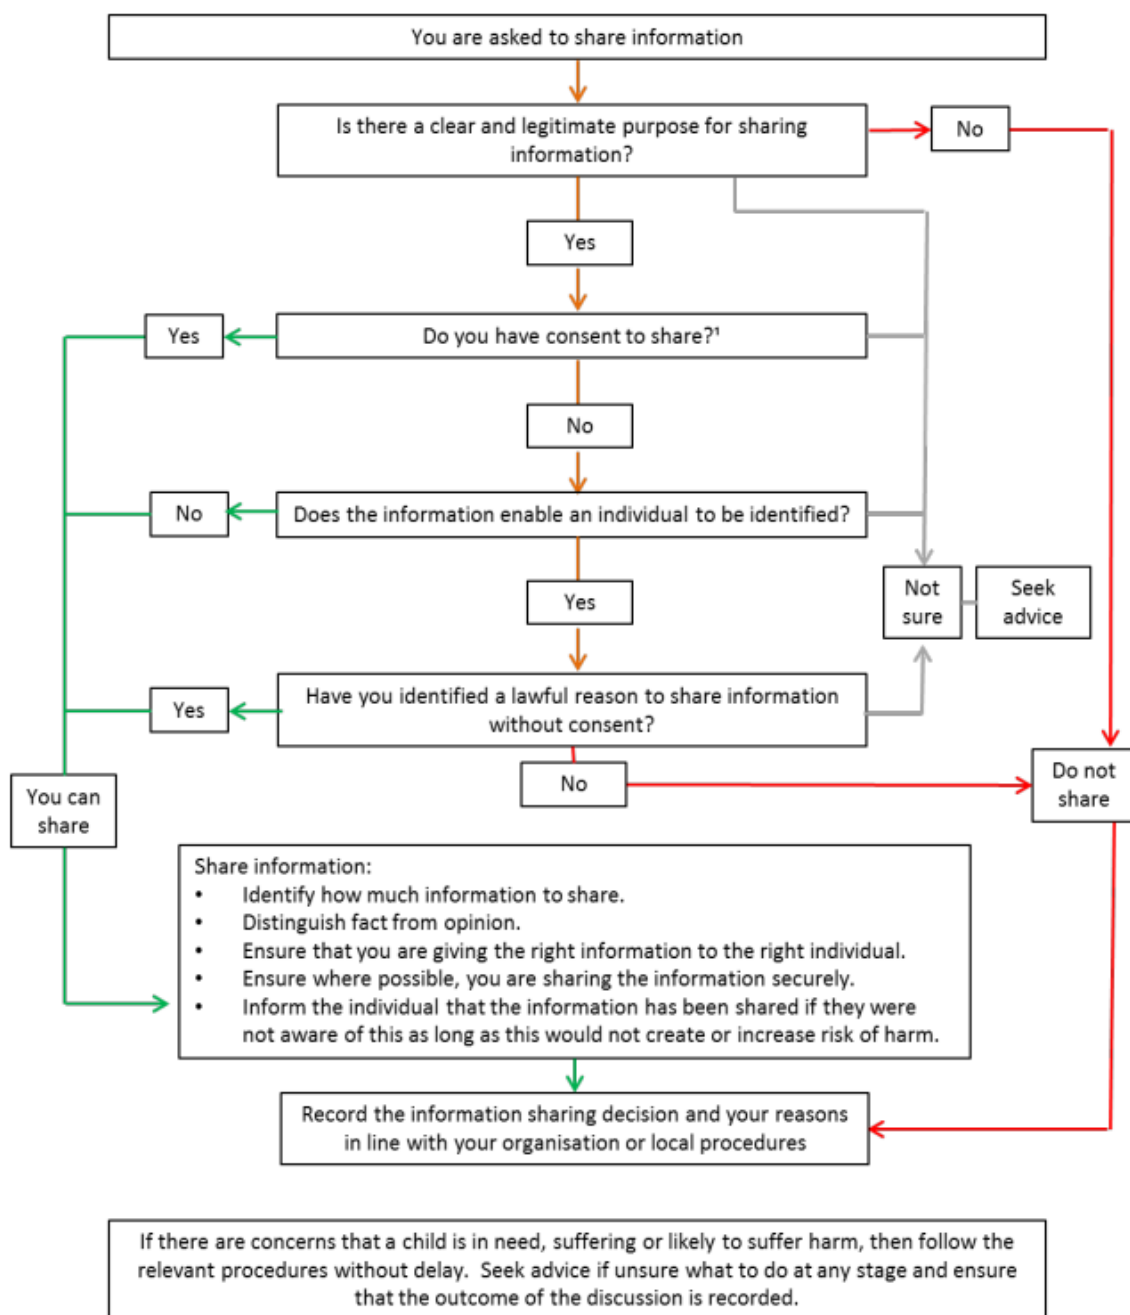 You are asked to share information
Is there a clear and legitimate purpose for sharing
information?
No
Yes
Yes
Do you have consent to share?¹
No
No
Does the information enable an individual to be identified?
Not
sure
Seek
advice
Yes
Yes
Have you identified a lawful reason to share information
without consent?
No
Do not
share
You can
share
Share information:
• Identify how much information to share.
• Distinguish fact from opinion.
• Ensure that you are giving the right information to the right individual.
• Ensure where possible, you are sharing the information securely.
• Inform the individual that the information has been shared if they were
not aware of this as long as this would not create or increase risk of harm.
Record the information sharing decision and your reasons
in line with your organisation or local procedures
If there are concerns that a child is in need, suffering or likely to suffer harm, then follow the
relevant procedures without delay.  Seek advice if unsure what to do at any stage and ensure
that the outcome of the discussion is recorded.